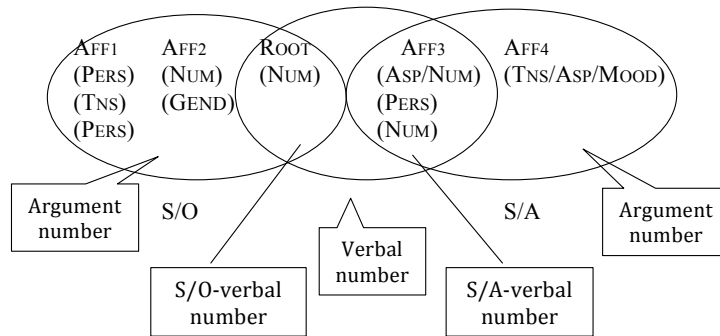 AFF1 AFF2 ROOT AFF3 AFF4
(PERS) (NUM) (NUM) (ASP/NUM) (TNS/ASP/MOOD)
(TNS) (GEND) (PERS)
(PERS) (NUM)
Argument number
S/O
Verbal number
S/A
Argument number
S/O-verbal number
S/A-verbal number